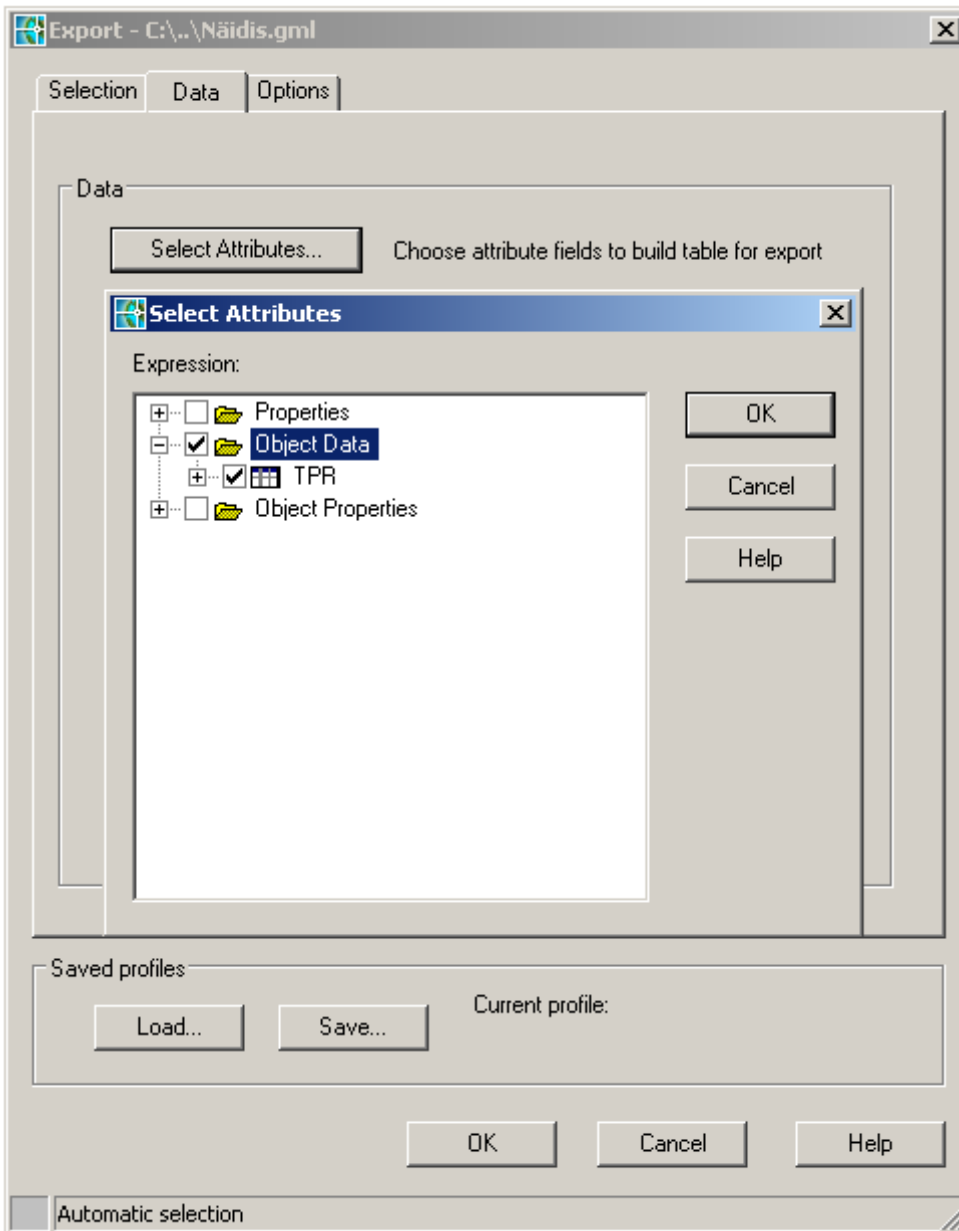 Export - C:\..\Näidis.gml
Selection Data Options
Data
Select Attributes... Choose attribute fields to build table for export
Select Attributes
Expression:
Properties
Object Data
TPR
Object Properties
OK
Cancel
Help
Saved profiles
Load... Save... Current profile:
OK Cancel Help
Automatic selection